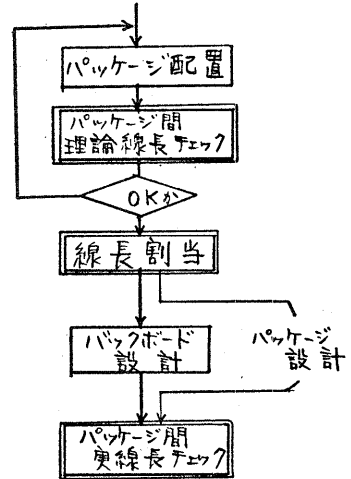 パッケージ配置
パッケージ間
理論線長チェック
OKか
線長割当
バックボード
設計
パッケージ
設計
パッケージ間
実線長チェック